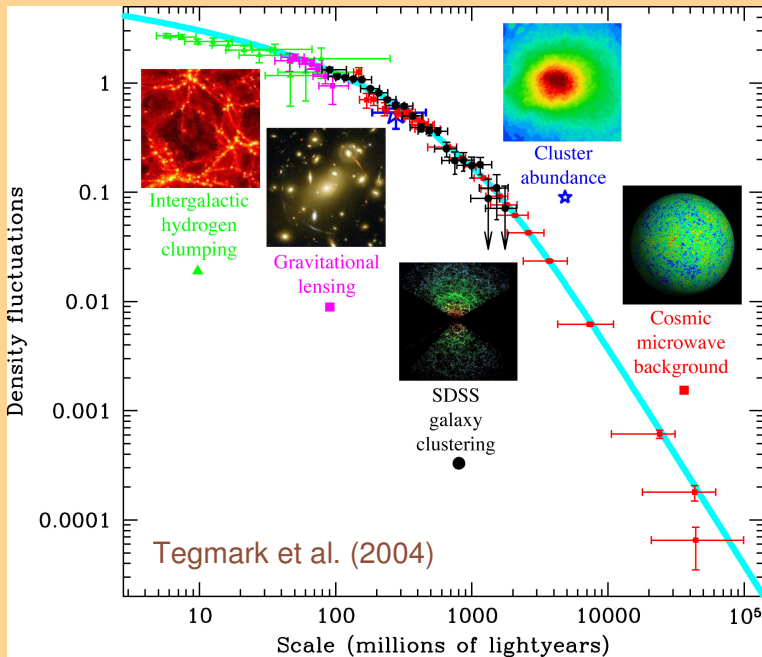 Density fluctuations
1
0.1
0.01
0.001
0.0001
Intergalactic
hydrogen
clumping
Gravitational
lensing
SDSS
galaxy
clustering
Cluster
abundance
Cosmic
microwave
background
Tegmark et al. (2004)
10
100
1000
10000
10⁵
Scale (millions of lightyears)